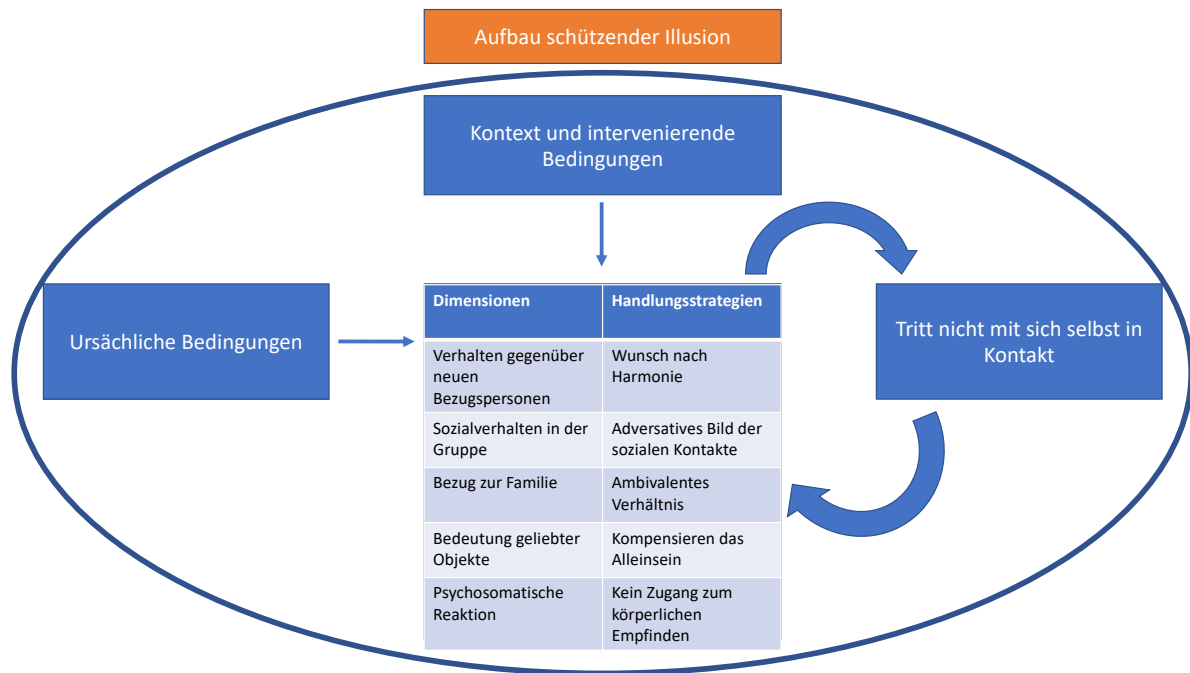 Aufbau schützender Illusion
Kontext und intervenierende
Bedingungen
Ursächliche Bedingungen
Dimensionen
Handlungsstrategien
Verhalten gegenüber
neuen
Bezugspersonen
Wunsch nach
Harmonie
Sozialverhalten in der
Gruppe
Adversatives Bild der
sozialen Kontakte
Bezug zur Familie
Ambivalentes
Verhältnis
Bedeutung geliebter
Objekte
Kompensieren das
Alleinsein
Psychosomatische
Reaktion
Kein Zugang zum
körperlichen
Empfinden
Tritt nicht mit sich selbst in
Kontakt